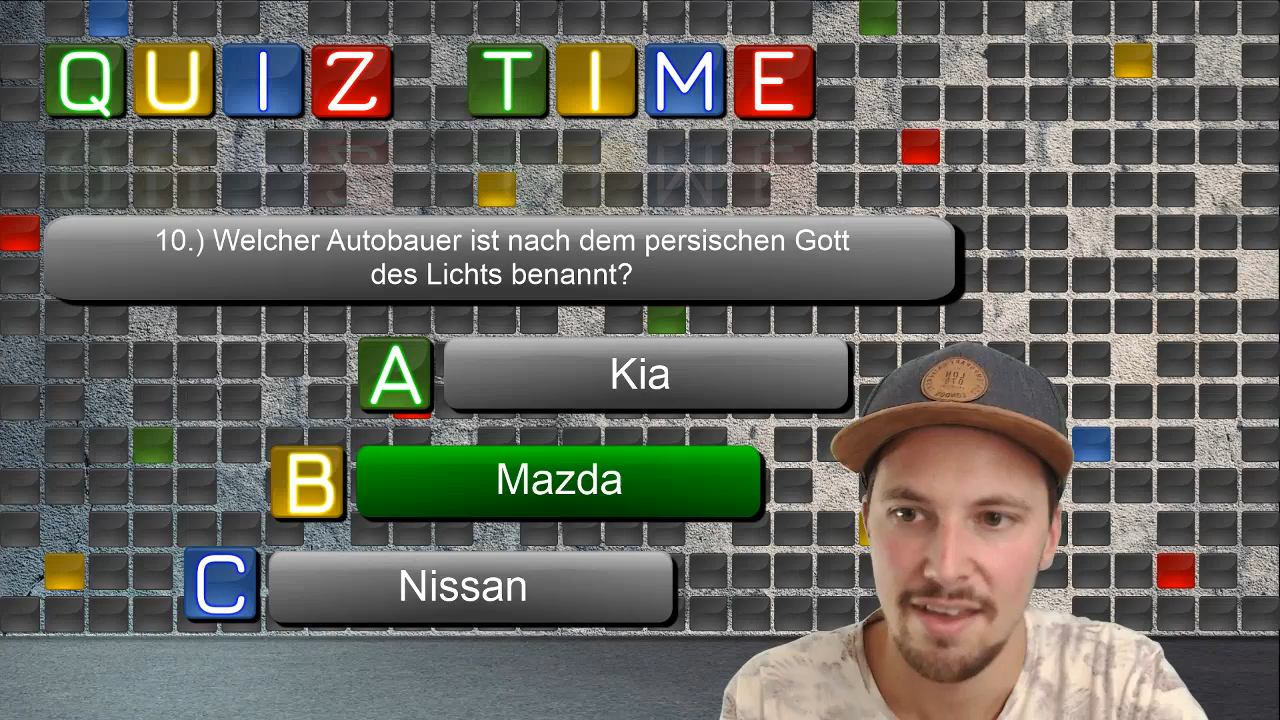 QUIZ TIME
10.) Welcher Autobauer ist nach dem persischen Gott
des Lichts benannt?
A Kia
B Mazda
C Nissan